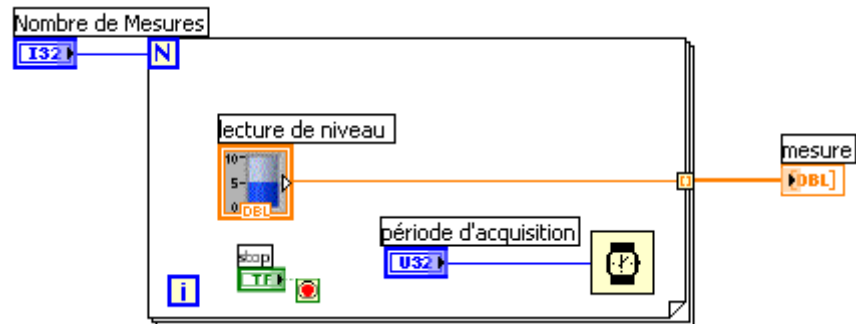 Nombre de Mesures
I32
N
lecture de niveau
10
5
0
DBL
mesure
[DBL]
période d'acquisition
U32
stop
TF
i